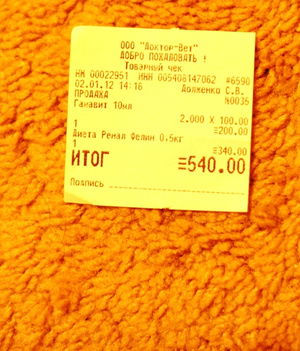 ООО "Доктор-Вет"
ДОБРО ПОЖАЛОВАТЬ !
Товарный чек
НМ 00022951 ИНН 005408147062 #6590
02.01.12 14:16 Долженко С.В.
ПРОДАЖА №0035
Гамавит 10мл
1 2.000 X 100.00
≡200.00
Диета Ренал Фелин 0,5кг
1 ≡340.00
ИТОГ ≡540.00
Подпись